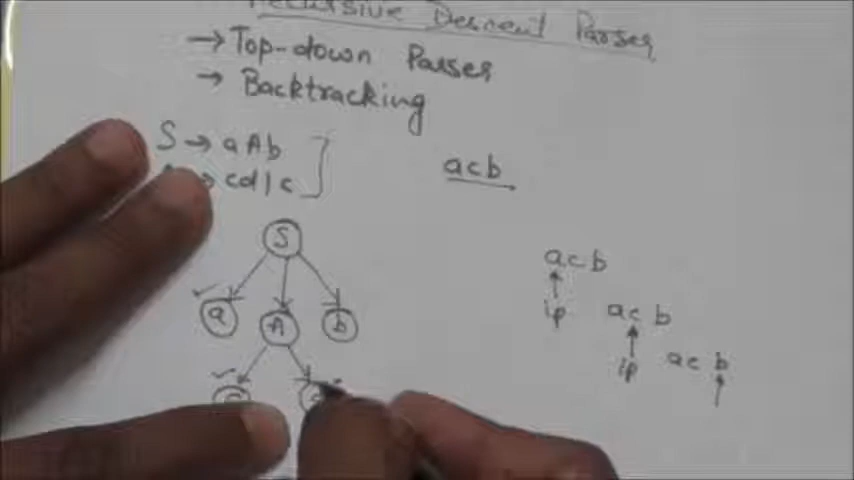 Recursive Descent Parser
→ Top-down Parser
→ Backtracking
S → aAb
→ cd|c
acb
S
a A b
c
acb
ip
acb
ip
acb